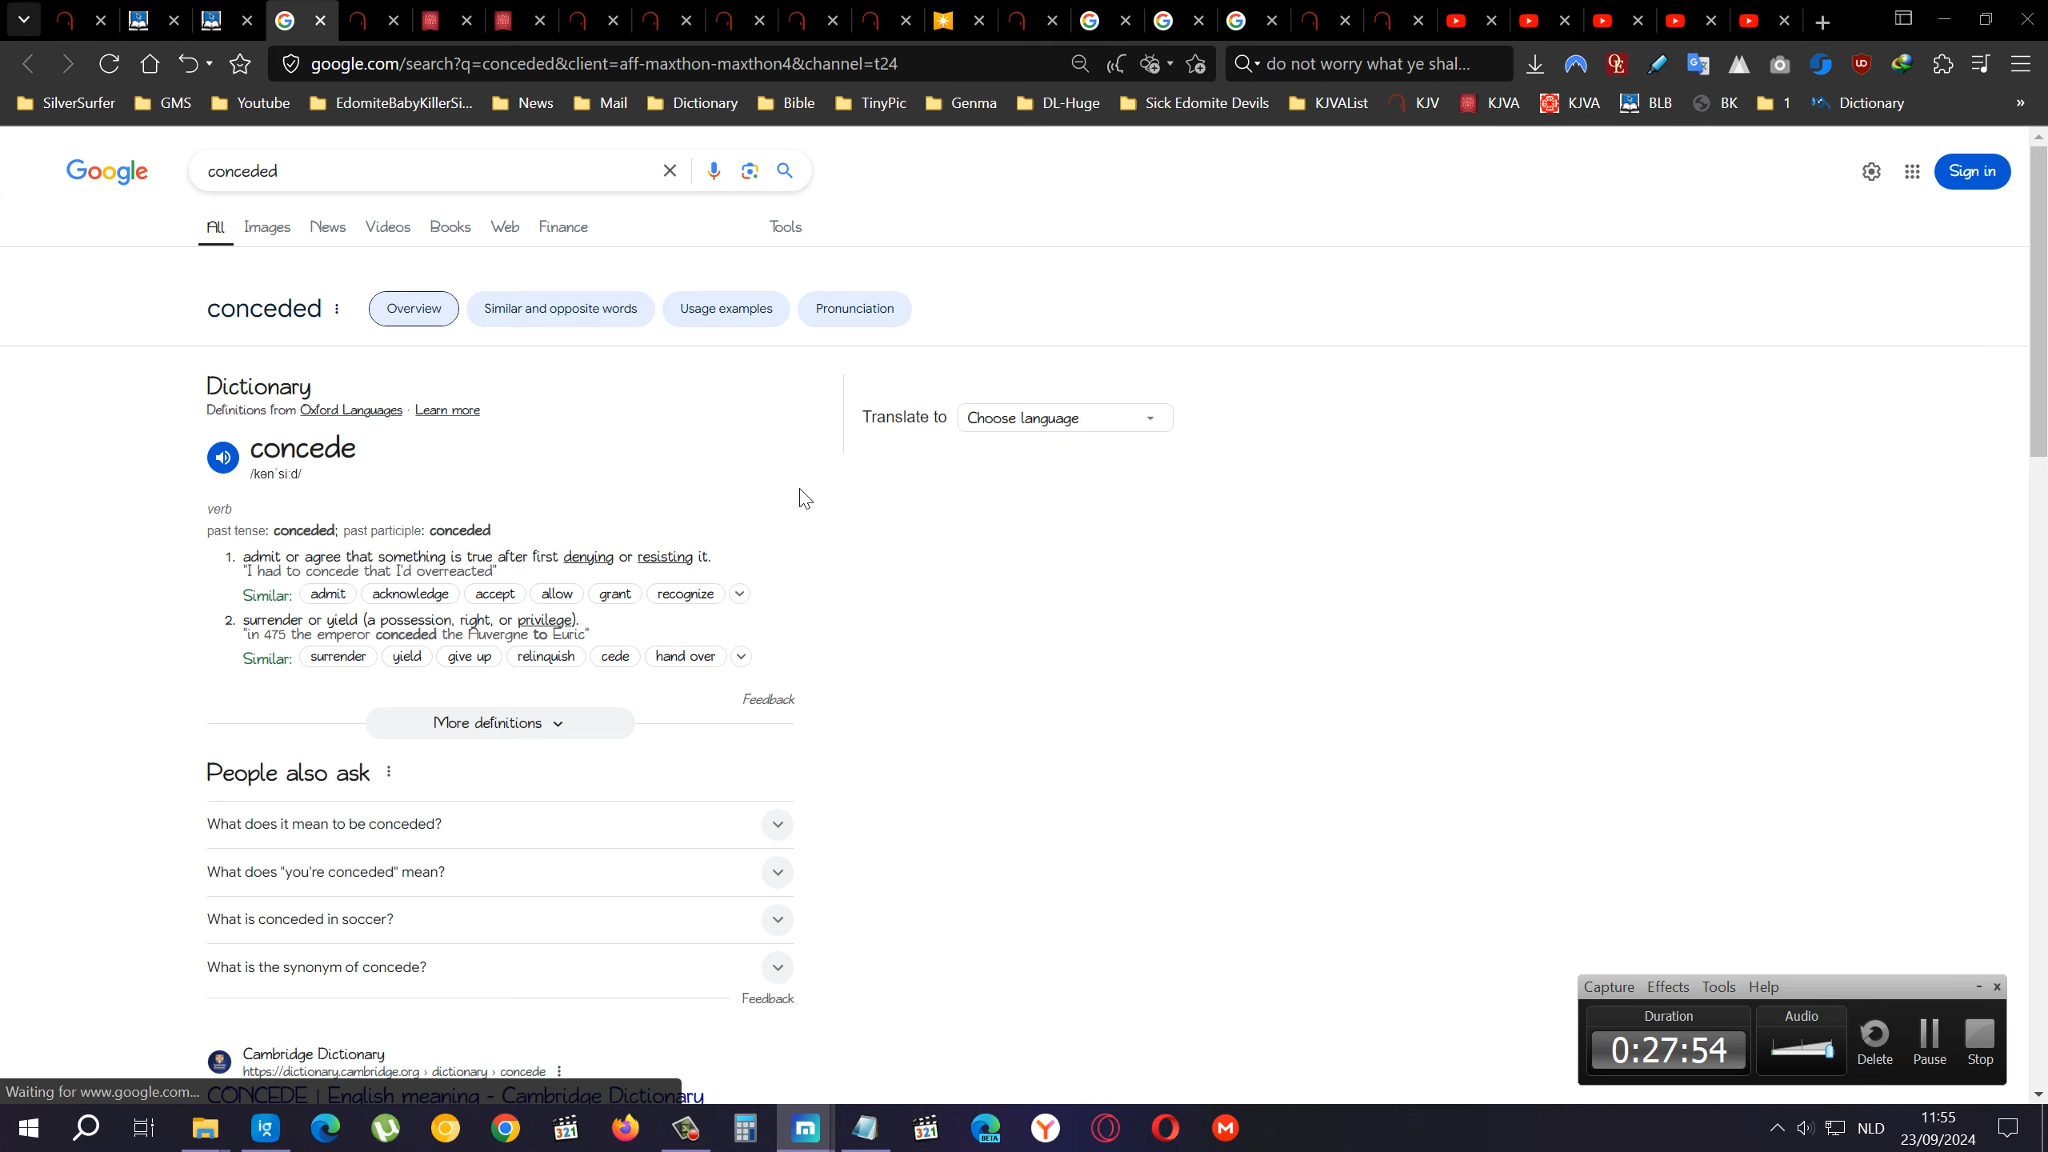 google.com/search?q=conceded&client=aff-maxthon-maxthon4&channel=t24
do not worry what ye shal...
SilverSurfer GMS Youtube EdomiteBabyKillerSi... News Mail Dictionary Bible TinyPic Genma DL-Huge Sick Edomite Devils KJVAList KJV KJVA KJVA BLB BK 1 Dictionary »
Google
conceded
Sign in
All Images News Videos Books Web Finance Tools
conceded
Overview Similar and opposite words Usage examples Pronunciation
Dictionary
Definitions from Oxford Languages · Learn more
Translate to Choose language
concede
/kənˈsiːd/
verb
past tense: conceded; past participle: conceded
1. admit or agree that something is true after first denying or resisting it.
"I had to concede that I'd overreacted"
Similar: admit acknowledge accept allow grant recognize
2. surrender or yield (a possession, right, or privilege).
"in 475 the emperor conceded the Auvergne to Euric"
Similar: surrender yield give up relinquish cede hand over
Feedback
More definitions
People also ask
What does it mean to be conceded?
What does "you're conceded" mean?
What is conceded in soccer?
What is the synonym of concede?
Feedback
Cambridge Dictionary
https://dictionary.cambridge.org › dictionary › concede
CONCEDE | English meaning - Cambridge Dictionary
Waiting for www.google.com...
Capture Effects Tools Help - x
Duration Audio
0:27:54
Delete Pause Stop
NLD
11:55
23/09/2024